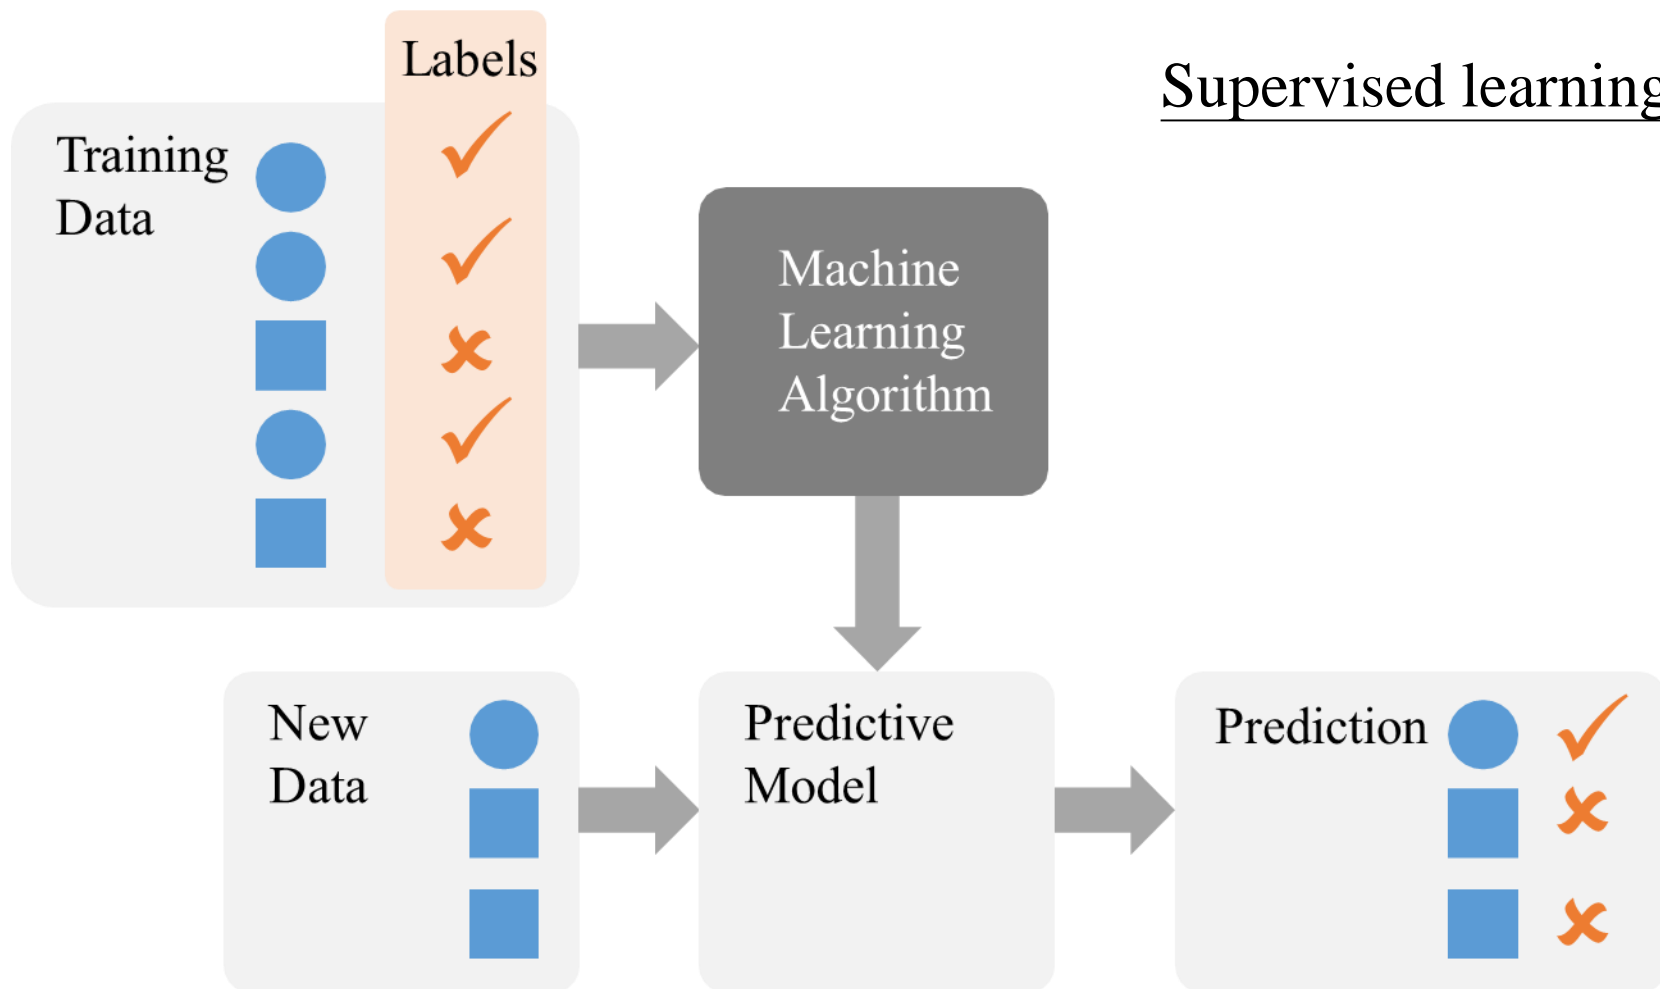 Labels
Supervised learning
Training
Data
Machine
Learning
Algorithm
New
Data
Predictive
Model
Prediction